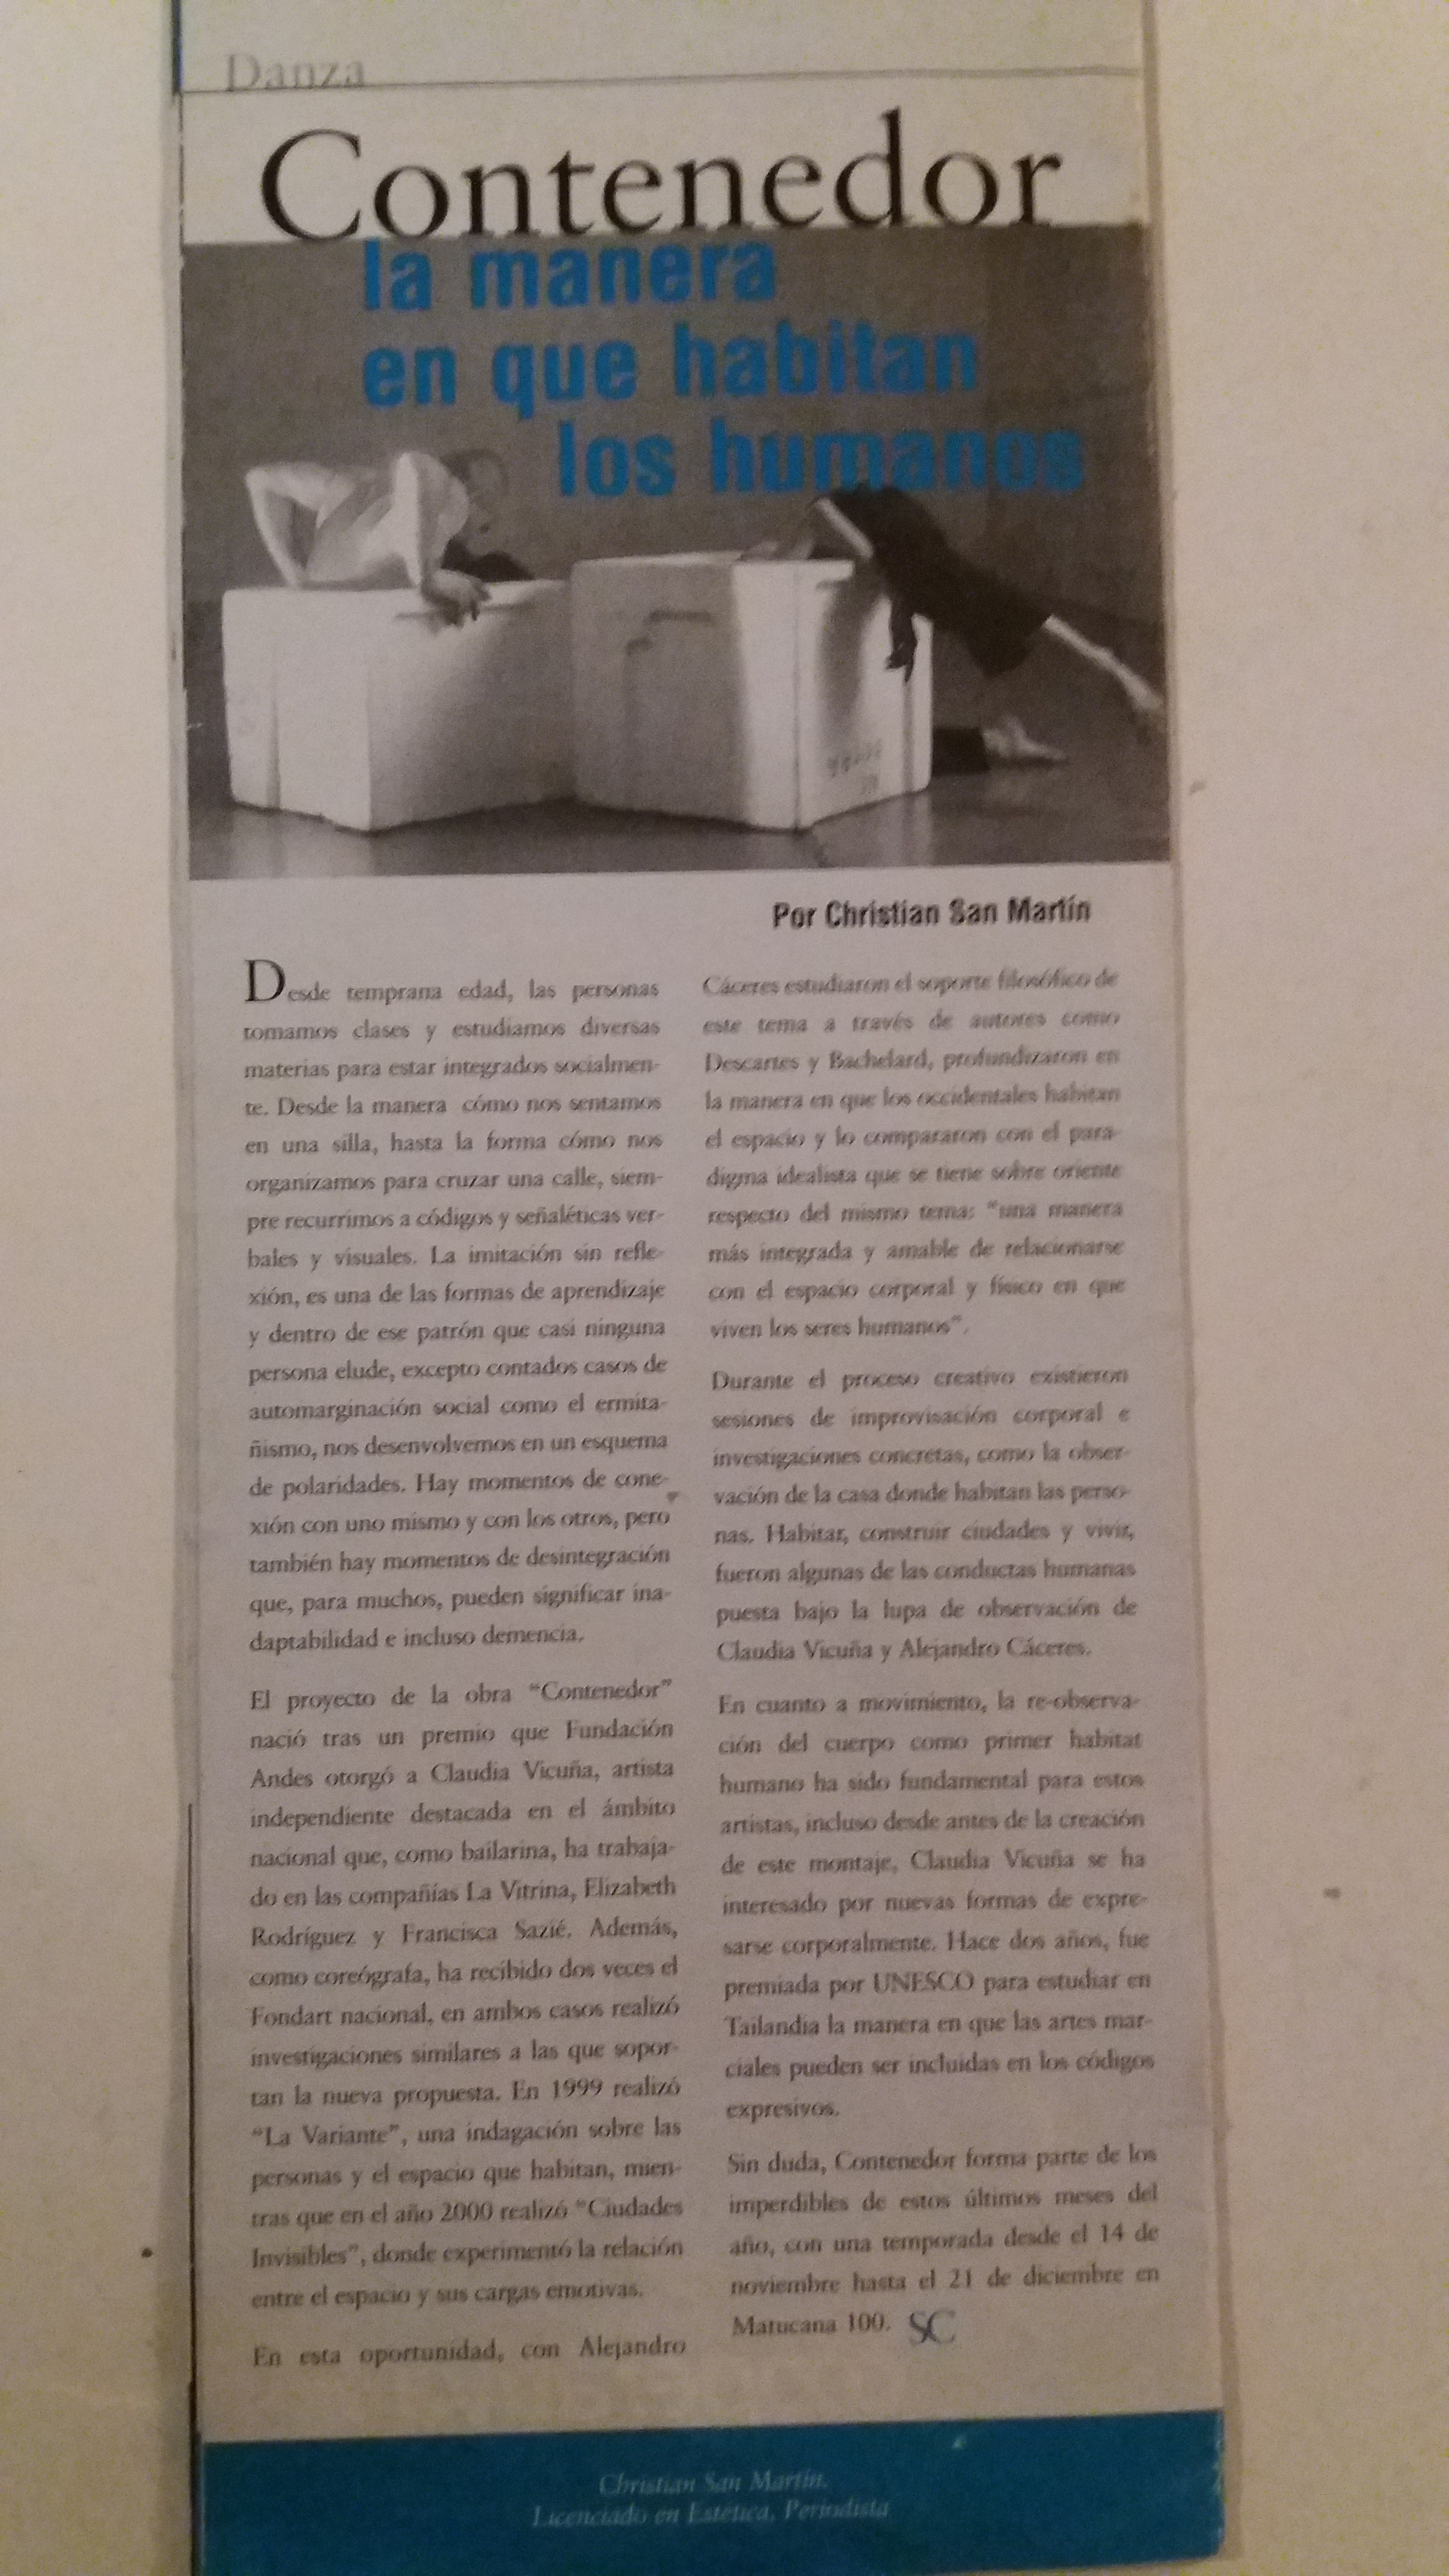 Danza
Contenedor
la manera
en que habitan
los humanos
Por Christian San Martín
Desde temprana edad, las personas
tomamos clases y estudiamos diversas
materias para estar integrados socialmen-
te. Desde la manera cómo nos sentamos
en una silla, hasta la forma cómo nos
organizamos para cruzar una calle, siem-
pre recurrimos a códigos y señaléticas ver-
bales y visuales. La imitación sin refle-
xión, es una de las formas de aprendizaje
y dentro de ese patrón que casi ninguna
persona elude, excepto contados casos de
automarginación social como el ermita-
ñismo, nos desenvolvemos en un esquema
de polaridades. Hay momentos de cone-
xión con uno mismo y con los otros, pero
también hay momentos de desintegración
que, para muchos, pueden significar ina-
daptabilidad e incluso demencia.
El proyecto de la obra “Contenedor”
nació tras un premio que Fundación
Andes otorgó a Claudia Vicuña, artista
independiente destacada en el ámbito
nacional que, como bailarina, ha trabaja-
do en las compañías La Vitrina, Elizabeth
Rodríguez y Francisca Sazié. Además,
como coreógrafa, ha recibido dos veces el
Fondart nacional, en ambos casos realizó
investigaciones similares a las que sopor-
tan la nueva propuesta. En 1999 realizó
“La Variante”, una indagación sobre las
personas y el espacio que habitan, mien-
tras que en el año 2000 realizó “Ciudades
Invisibles”, donde experimentó la relación
entre el espacio y sus cargas emotivas.
En esta oportunidad, con Alejandro
Cáceres estudiaron el soporte filosófico de
este tema a través de autores como
Descartes y Bachelard, profundizaron en
la manera en que los occidentales habitan
el espacio y lo compararon con el para-
digma idealista que se tiene sobre oriente
respecto del mismo tema: “una manera
más integrada y amable de relacionarse
con el espacio corporal y físico en que
viven los seres humanos”.
Durante el proceso creativo existieron
sesiones de improvisación corporal e
investigaciones concretas, como la obser-
vación de la casa donde habitan las perso-
nas. Habitar, construir ciudades y vivir,
fueron algunas de las conductas humanas
puesta bajo la lupa de observación de
Claudia Vicuña y Alejandro Cáceres.
En cuanto a movimiento, la re-observa-
ción del cuerpo como primer habitat
humano ha sido fundamental para estos
artistas, incluso desde antes de la creación
de este montaje, Claudia Vicuña se ha
interesado por nuevas formas de expre-
sarse corporalmente. Hace dos años, fue
premiada por UNESCO para estudiar en
Tailandia la manera en que las artes mar-
ciales pueden ser incluidas en los códigos
expresivos.
Sin duda, Contenedor forma parte de los
imperdibles de estos últimos meses del
año, con una temporada desde el 14 de
noviembre hasta el 21 de diciembre en
Matucana 100. SC
Christian San Martín.
Licenciado en Estética, Periodista